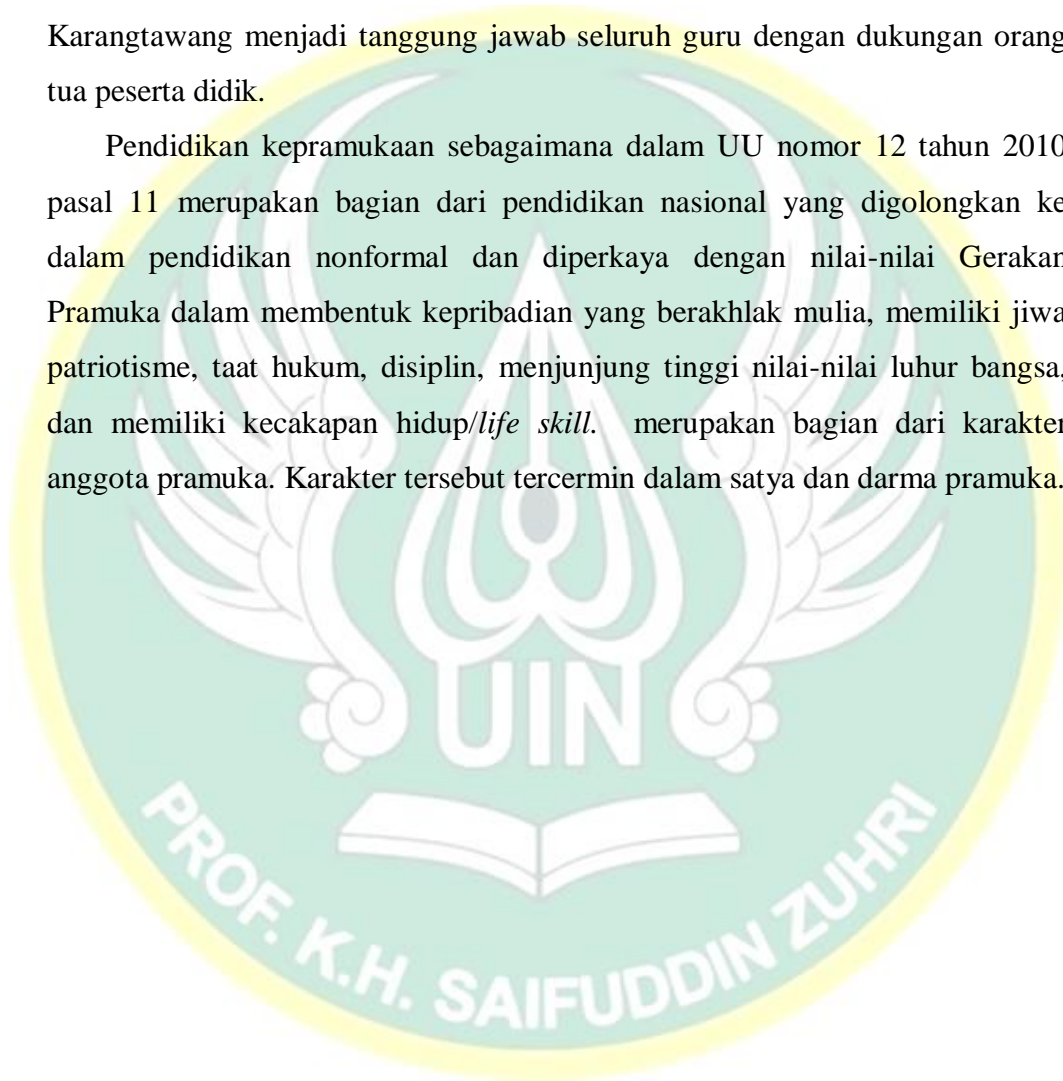 Karangtawang menjadi tanggung jawab seluruh guru dengan dukungan orang
tua peserta didik.
Pendidikan kepramukaan sebagaimana dalam UU nomor 12 tahun 2010
pasal 11 merupakan bagian dari pendidikan nasional yang digolongkan ke
dalam pendidikan nonformal dan diperkaya dengan nilai-nilai Gerakan
Pramuka dalam membentuk kepribadian yang berakhlak mulia, memiliki jiwa
patriotisme, taat hukum, disiplin, menjunjung tinggi nilai-nilai luhur bangsa,
dan memiliki kecakapan hidup/life skill. merupakan bagian dari karakter
anggota pramuka. Karakter tersebut tercermin dalam satya dan darma pramuka.
UIN
PROF. K.H. SAIFUDDIN ZUHRI